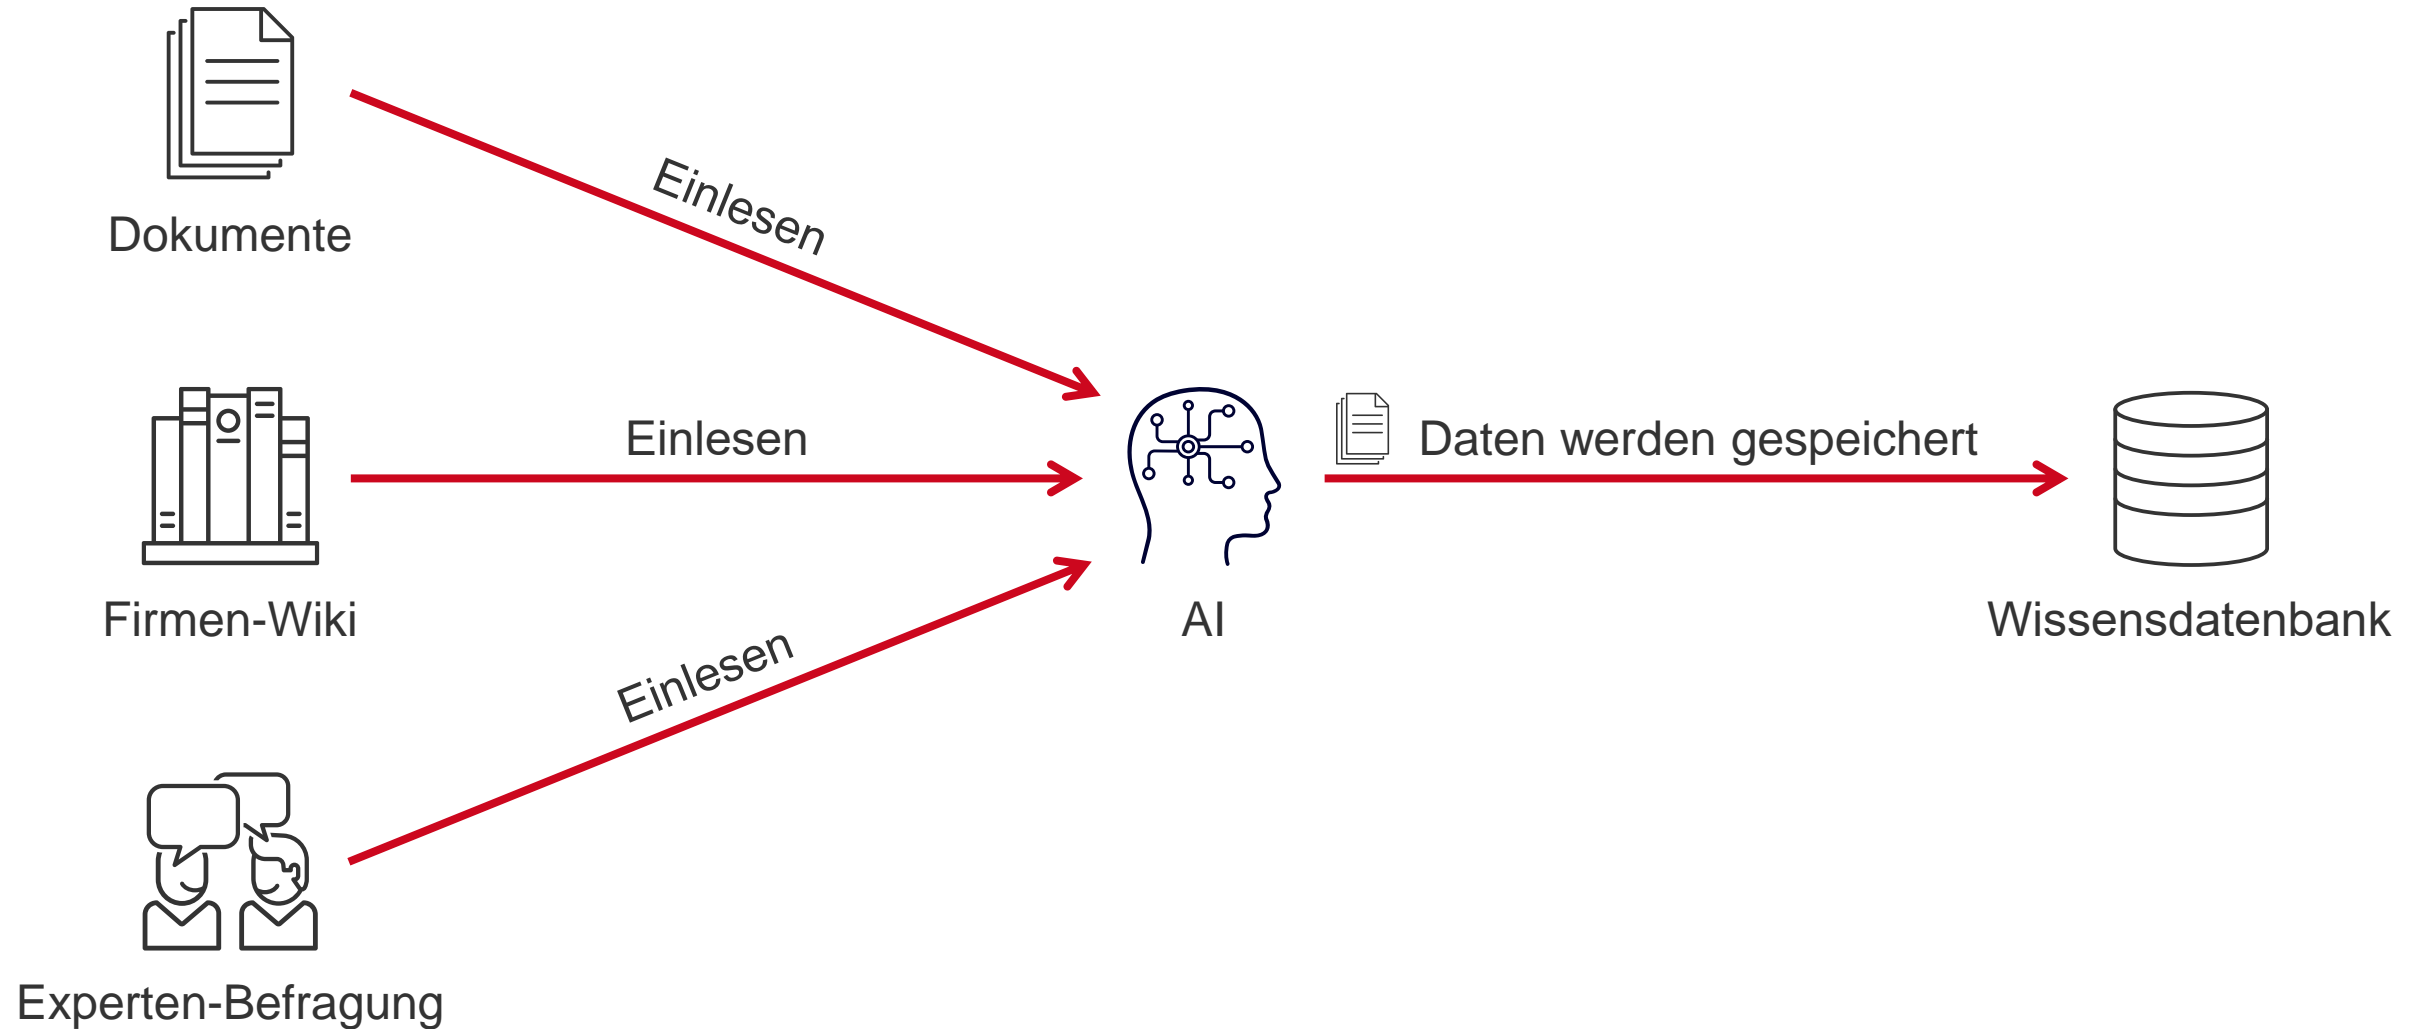 Einlesen
Dokumente
Einlesen
Daten werden gespeichert
Firmen-Wiki
AI
Wissensdatenbank
Einlesen
Experten-Befragung